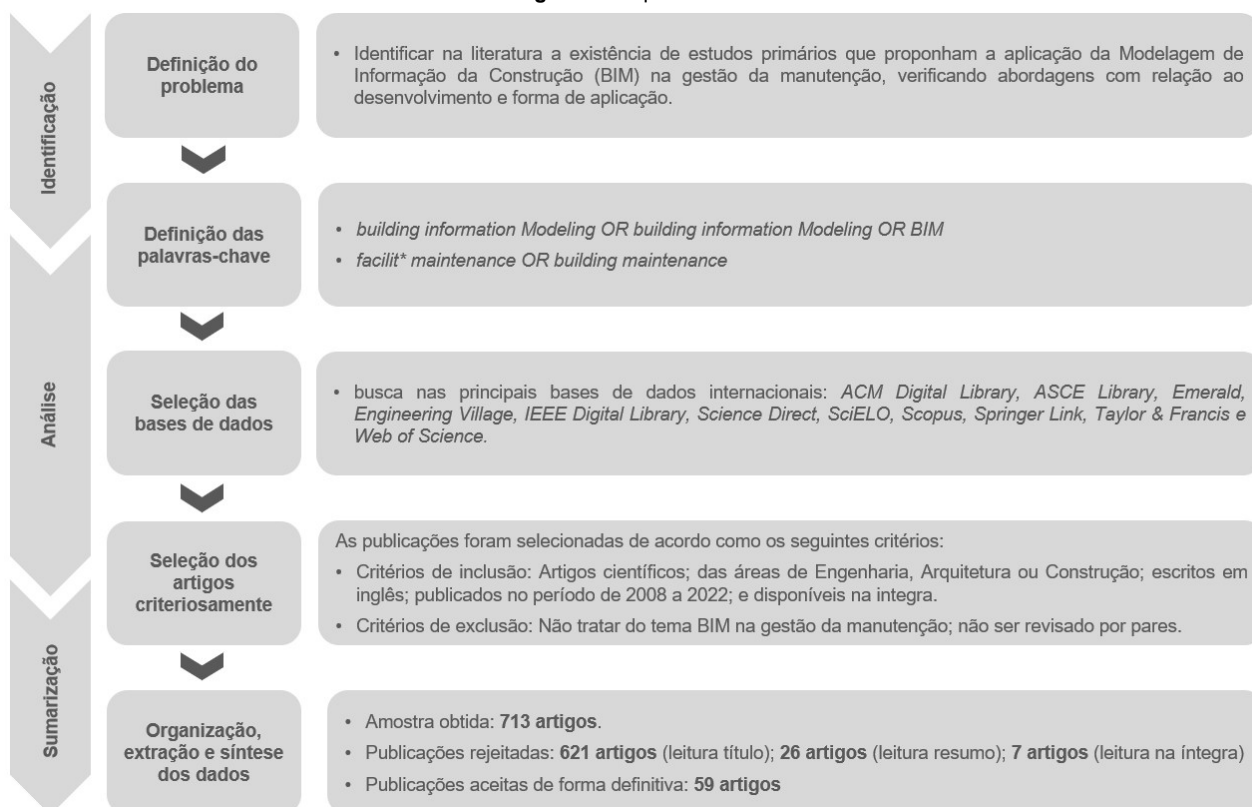 Identificação
Definição do
problema
• Identificar na literatura a existência de estudos primários que proponham a aplicação da Modelagem de
Informação da Construção (BIM) na gestão da manutenção, verificando abordagens com relação ao
desenvolvimento e forma de aplicação.
Definição das
palavras-chave
• building information Modeling OR building information Modeling OR BIM
• facilit* maintenance OR building maintenance
Análise
Seleção das
bases de dados
• busca nas principais bases de dados internacionais: ACM Digital Library, ASCE Library, Emerald,
Engineering Village, IEEE Digital Library, Science Direct, SciELO, Scopus, Springer Link, Taylor & Francis e
Web of Science.
Seleção dos
artigos
criteriosamente
As publicações foram selecionadas de acordo como os seguintes critérios:
• Critérios de inclusão: Artigos científicos; das áreas de Engenharia, Arquitetura ou Construção; escritos em
inglês; publicados no período de 2008 a 2022; e disponíveis na integra.
• Critérios de exclusão: Não tratar do tema BIM na gestão da manutenção; não ser revisado por pares.
Sumarização
Organização,
extração e síntese
dos dados
• Amostra obtida: 713 artigos.
• Publicações rejeitadas: 621 artigos (leitura título); 26 artigos (leitura resumo); 7 artigos (leitura na íntegra)
• Publicações aceitas de forma definitiva: 59 artigos